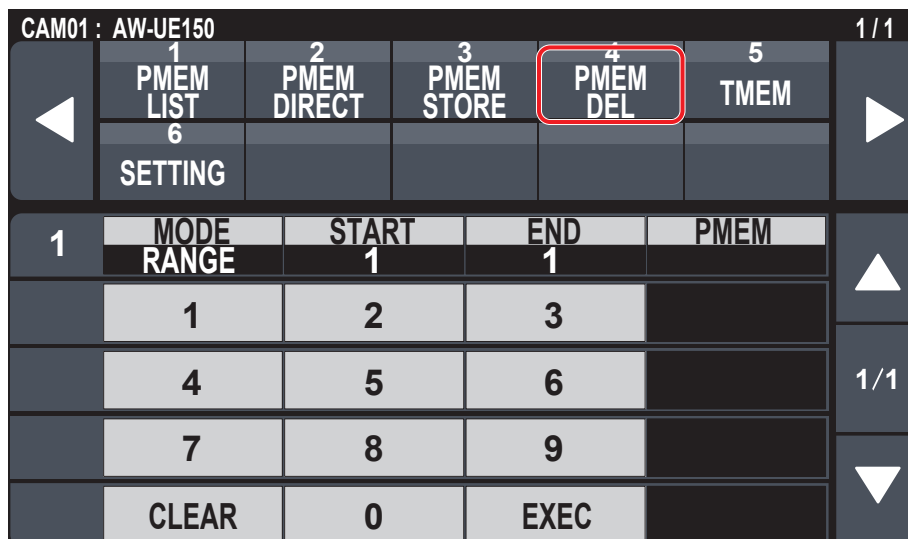 CAM01 : AW-UE150 1/1
1 2 3 4 5
PMEM LIST PMEM DIRECT PMEM STORE PMEM DEL TMEM
6
SETTING
1 MODE START END PMEM
RANGE 1 1
1 2 3
4 5 6 1/1
7 8 9
CLEAR 0 EXEC